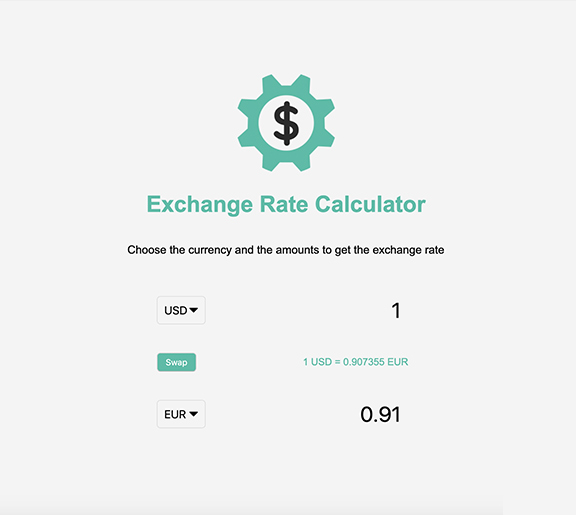 $
Exchange Rate Calculator
Choose the currency and the amounts to get the exchange rate
USD 1
Swap 1 USD = 0.907355 EUR
EUR 0.91